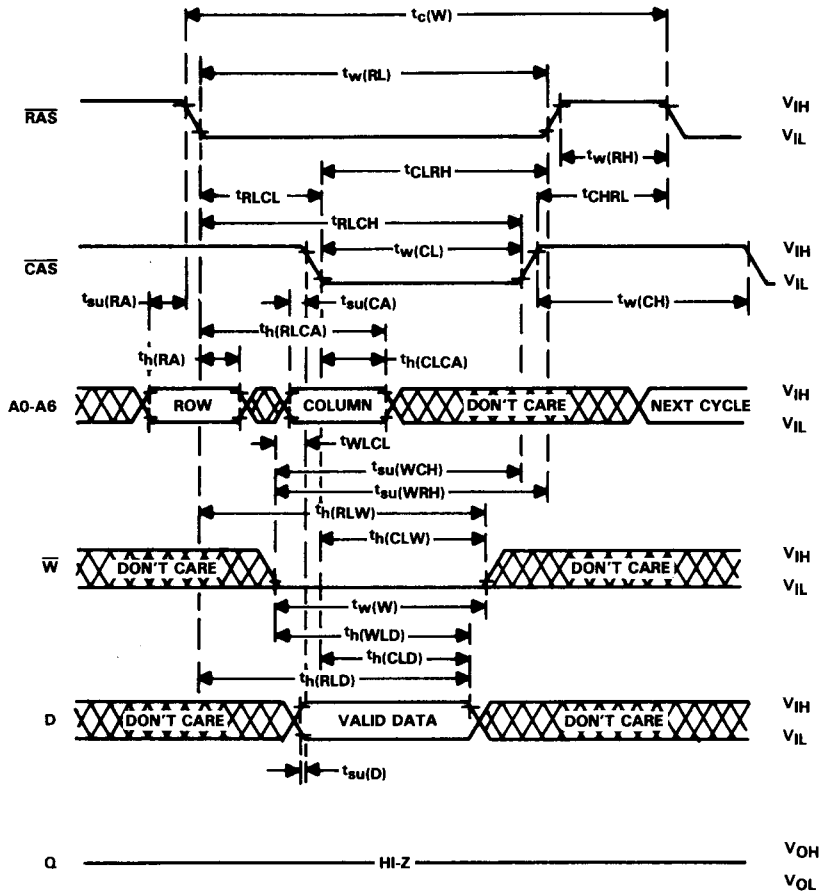 tc(W)
tw(RL)
RAS
VIH
VIL
tw(RH)
tCLRH
tRLCL
tCHRL
tRLCH
CAS
tw(CL)
VIH
VIL
tsu(RA)
tsu(CA)
tw(CH)
th(RLCA)
th(RA)
th(CLCA)
A0-A6
ROW
COLUMN
DON'T CARE
NEXT CYCLE
VIH
VIL
tWLCL
tsu(WCH)
tsu(WRH)
th(RLW)
th(CLW)
W
DON'T CARE
DON'T CARE
VIH
VIL
tw(W)
th(WLD)
th(CLD)
th(RLD)
D
DON'T CARE
VALID DATA
DON'T CARE
VIH
VIL
tsu(D)
Q
HI-Z
VOH
VOL